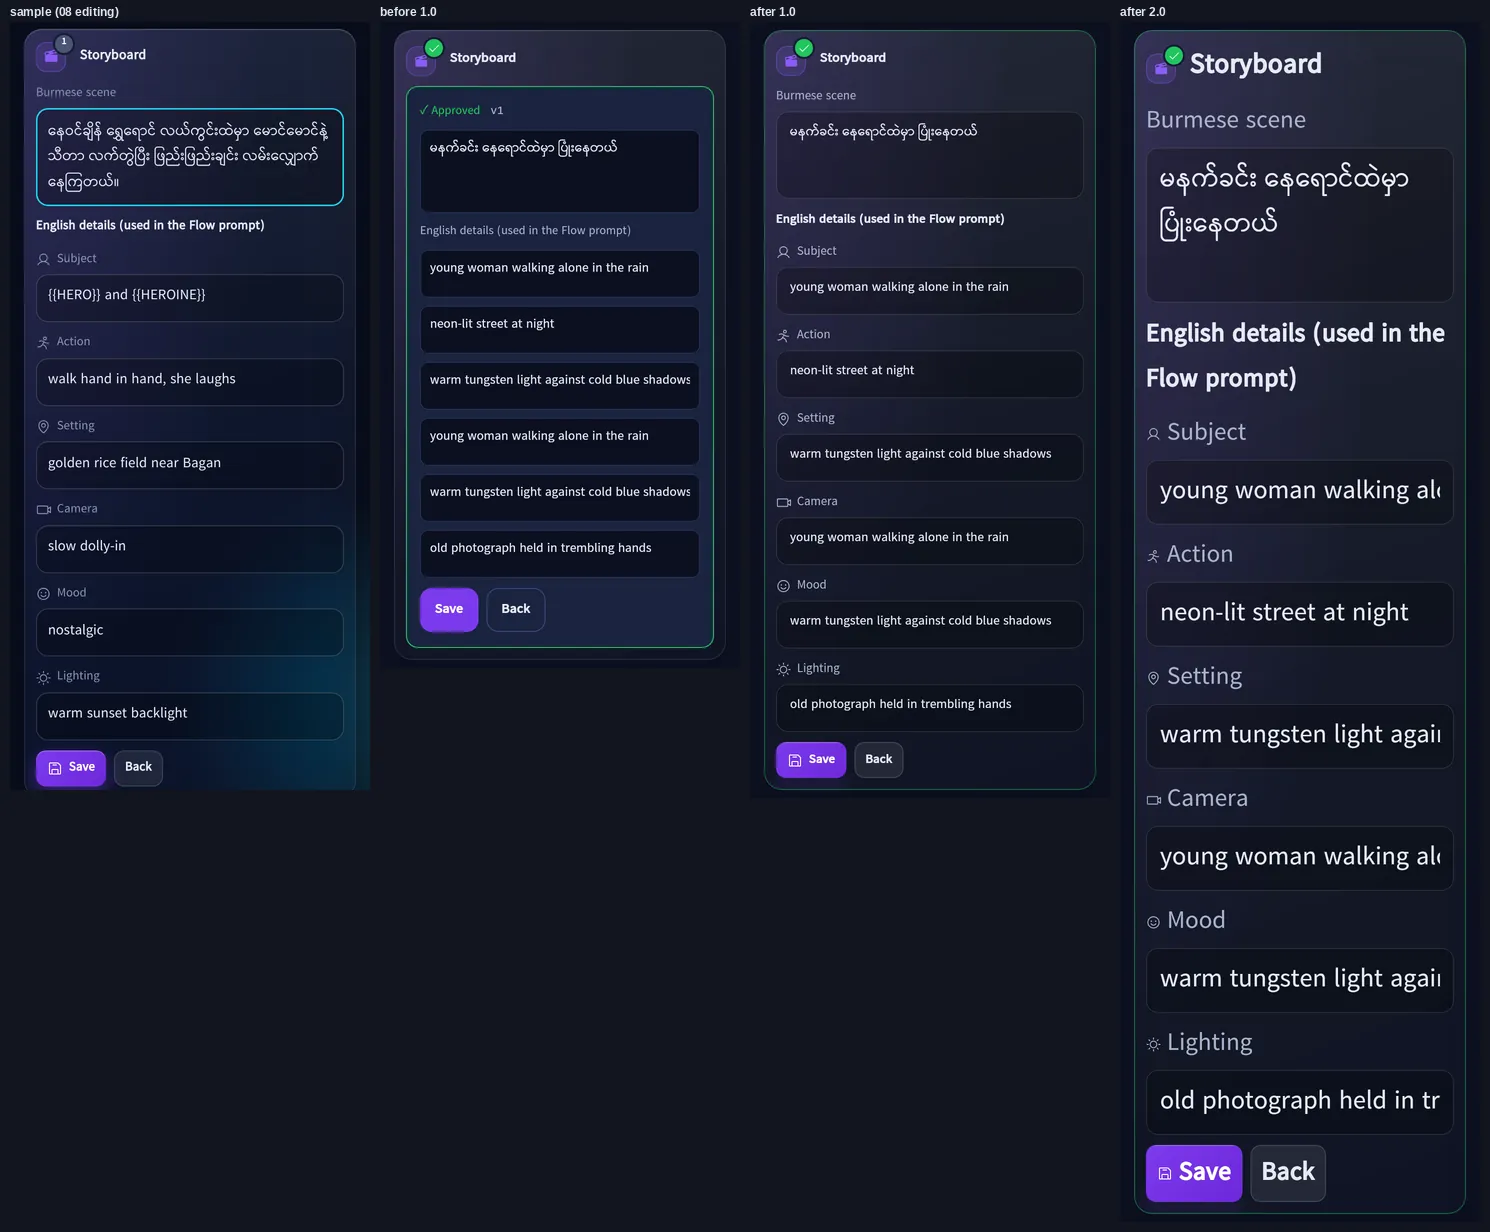 sample (08 editing)
1
Storyboard
Burmese scene
နေဝင်ချိန် ရွှေရောင် လယ်ကွင်းထဲမှာ မောင်မောင်နဲ့
သီတာ လက်တွဲပြီး ဖြည်းဖြည်းချင်း လမ်းလျှောက်
နေကြတယ်။
English details (used in the Flow prompt)
Subject
{{HERO}} and {{HEROINE}}
Action
walk hand in hand, she laughs
Setting
golden rice field near Bagan
Camera
slow dolly-in
Mood
nostalgic
Lighting
warm sunset backlight
Save
Back
before 1.0
Storyboard
✓ Approved v1
မနက်ခင်း နေရောင်ထဲမှာ ပြုံးနေတယ်
English details (used in the Flow prompt)
young woman walking alone in the rain
neon-lit street at night
warm tungsten light against cold blue shadows
young woman walking alone in the rain
warm tungsten light against cold blue shadows
old photograph held in trembling hands
Save
Back
after 1.0
Storyboard
Burmese scene
မနက်ခင်း နေရောင်ထဲမှာ ပြုံးနေတယ်
English details (used in the Flow prompt)
Subject
young woman walking alone in the rain
Action
neon-lit street at night
Setting
warm tungsten light against cold blue shadows
Camera
young woman walking alone in the rain
Mood
warm tungsten light against cold blue shadows
Lighting
old photograph held in trembling hands
Save
Back
after 2.0
Storyboard
Burmese scene
မနက်ခင်း နေရောင်ထဲမှာ
ပြုံးနေတယ်
English details (used in the
Flow prompt)
Subject
young woman walking alo
Action
neon-lit street at night
Setting
warm tungsten light again
Camera
young woman walking alo
Mood
warm tungsten light again
Lighting
old photograph held in tr
Save
Back